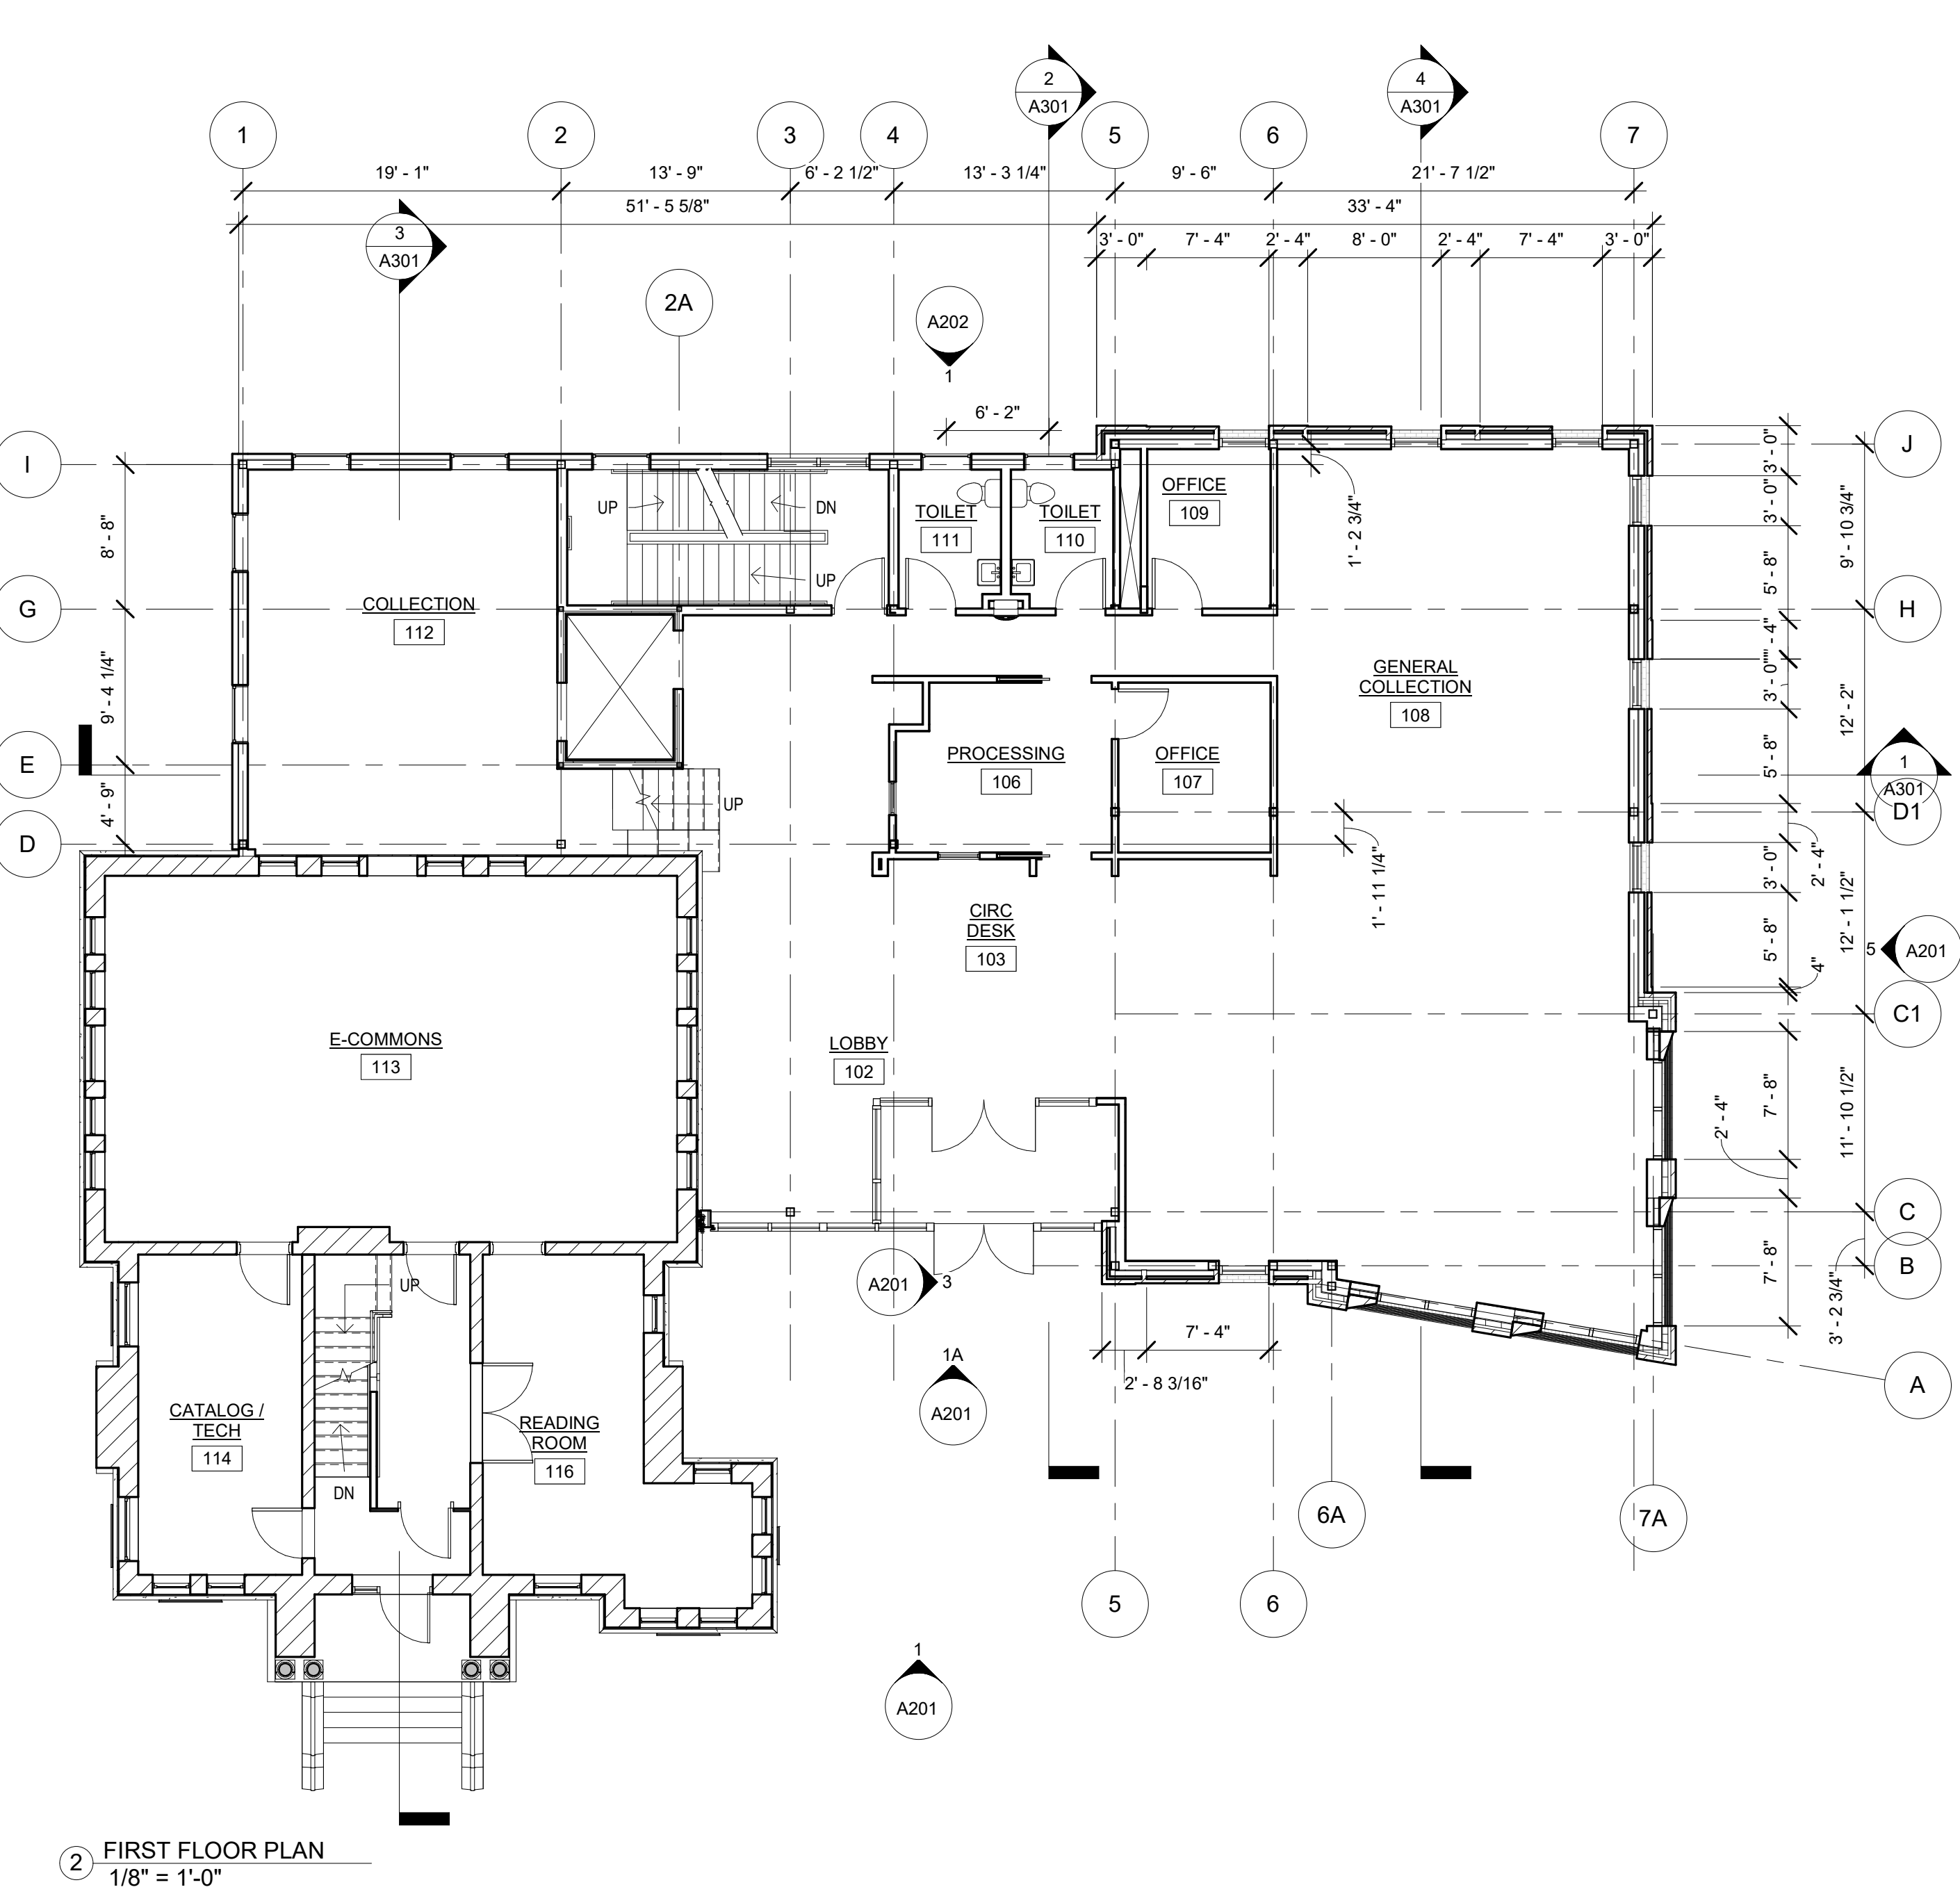 2
A301
4
A301
1
2
3
4
5
6
7
19' - 1"
13' - 9"
6' - 2 1/2"
13' - 3 1/4"
9' - 6"
21' - 7 1/2"
51' - 5 5/8"
33' - 4"
3
A301
3' - 0"
7' - 4"
2' - 4"
8' - 0"
2' - 4"
7' - 4"
3' - 0"
2A
A202
1
6' - 2"
I
J
3' - 0"
UP
DN
TOILET
111
TOILET
110
OFFICE
109
3' - 0"
1' - 2 3/4"
9' - 10 3/4"
8' - 8"
UP
5' - 8"
G
COLLECTION
112
H
- 4"
GENERAL
COLLECTION
108
3' - 0"
9' - 4 1/4"
12' - 2"
E
PROCESSING
106
OFFICE
107
5' - 8"
1
A301
4' - 9"
UP
D1
D
3' - 0"
2' - 4"
1' - 11 1/4"
12' - 1 1/2"
CIRC
DESK
103
5' - 8"
4"
5
A201
C1
E-COMMONS
113
LOBBY
102
7' - 8"
2' - 4"
11' - 10 1/2"
C
7' - 8"
B
3' - 2 3/4"
UP
A201
3
7' - 4"
2' - 8 3/16"
1A
A201
A
CATALOG /
TECH
114
READING
ROOM
116
DN
6A
7A
5
6
1
A201
2
FIRST FLOOR PLAN
1/8" = 1'-0"